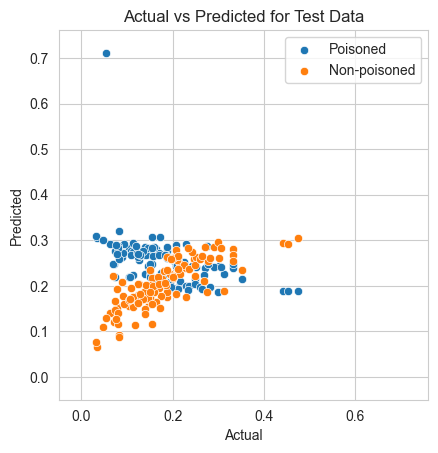 Actual vs Predicted for Test Data
Poisoned
Non-poisoned
Predicted
0.7
0.6
0.5
0.4
0.3
0.2
0.1
0.0
0.0 0.2 0.4 0.6
Actual